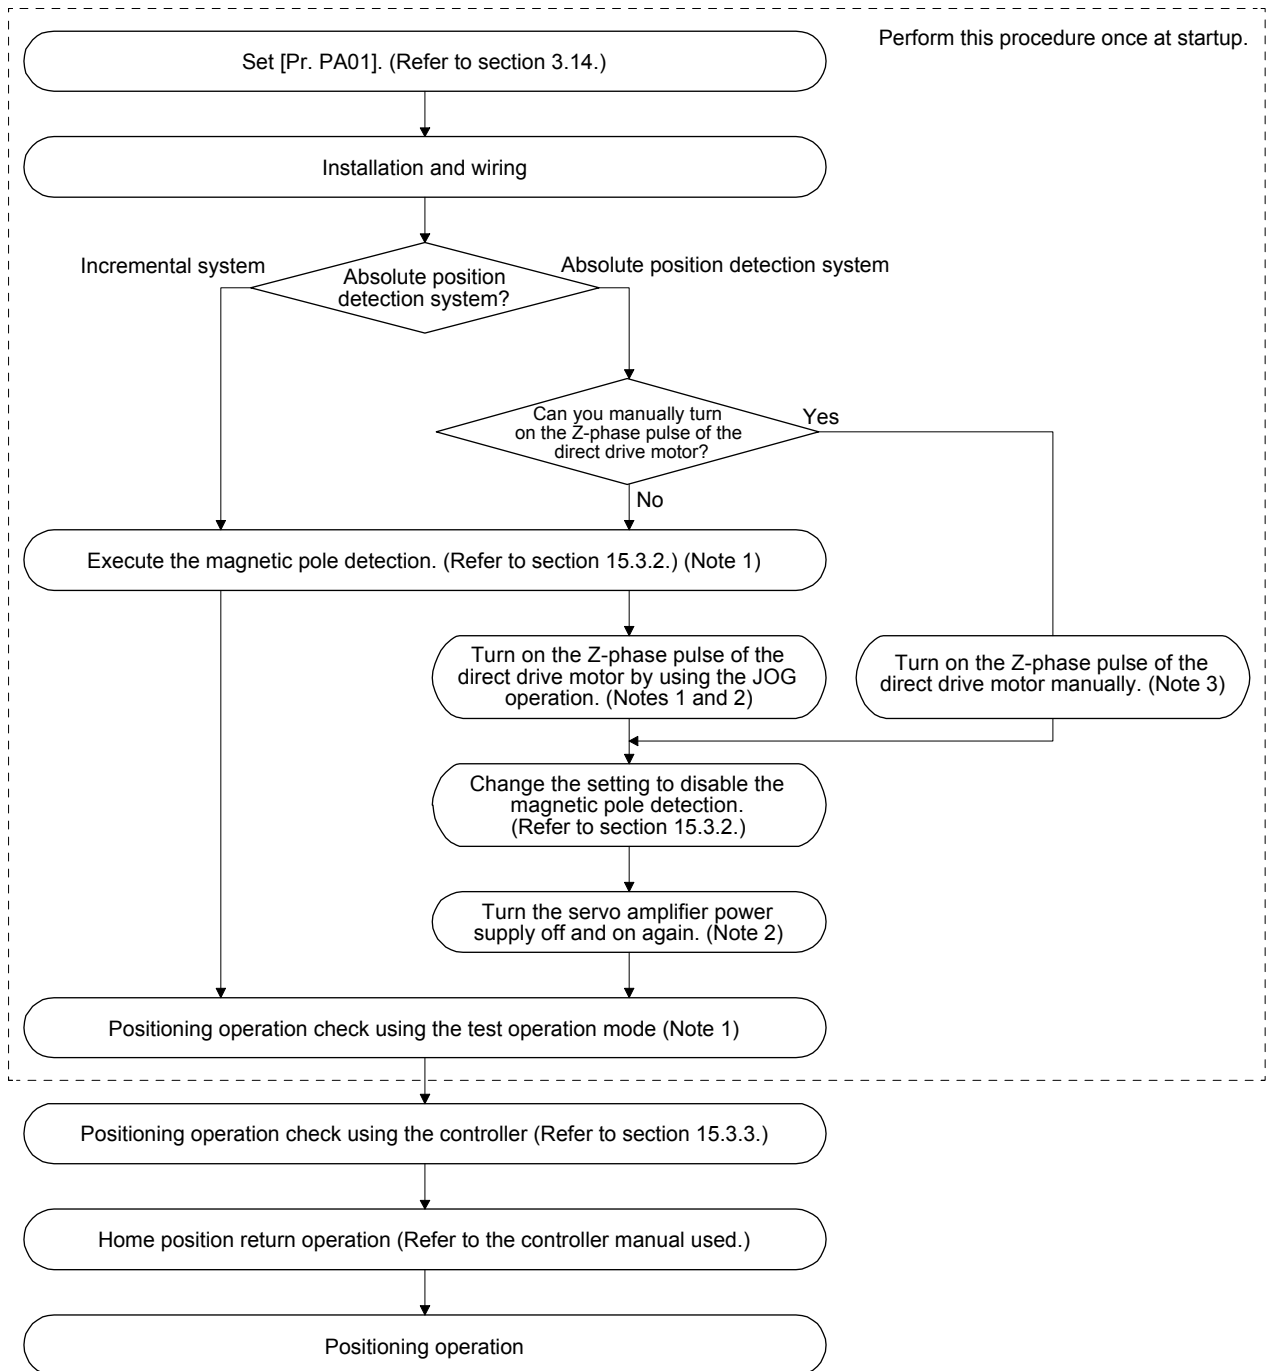 Perform this procedure once at startup.
Set [Pr. PA01]. (Refer to section 3.14.)
Installation and wiring
Incremental system
Absolute position detection system
Absolute position
detection system?
Can you manually turn
on the Z-phase pulse of the
direct drive motor?
Yes
No
Execute the magnetic pole detection. (Refer to section 15.3.2.) (Note 1)
Turn on the Z-phase pulse of the
direct drive motor by using the JOG
operation. (Notes 1 and 2)
Turn on the Z-phase pulse of the
direct drive motor manually. (Note 3)
Change the setting to disable the
magnetic pole detection.
(Refer to section 15.3.2.)
Turn the servo amplifier power
supply off and on again. (Note 2)
Positioning operation check using the test operation mode (Note 1)
Positioning operation check using the controller (Refer to section 15.3.3.)
Home position return operation (Refer to the controller manual used.)
Positioning operation